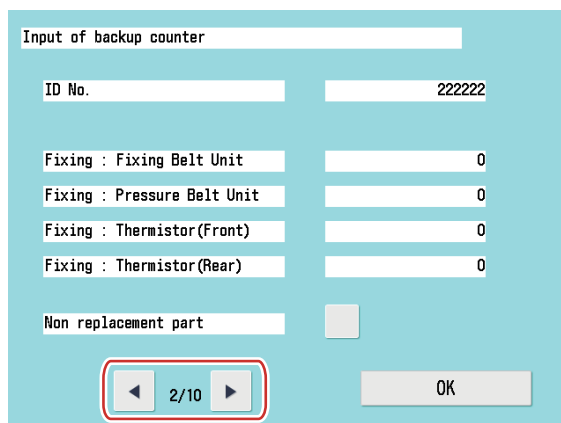 Input of backup counter
ID No. 222222
Fixing : Fixing Belt Unit 0
Fixing : Pressure Belt Unit 0
Fixing : Thermistor(Front) 0
Fixing : Thermistor(Rear) 0
Non replacement part
◀ 2/10 ▶ OK